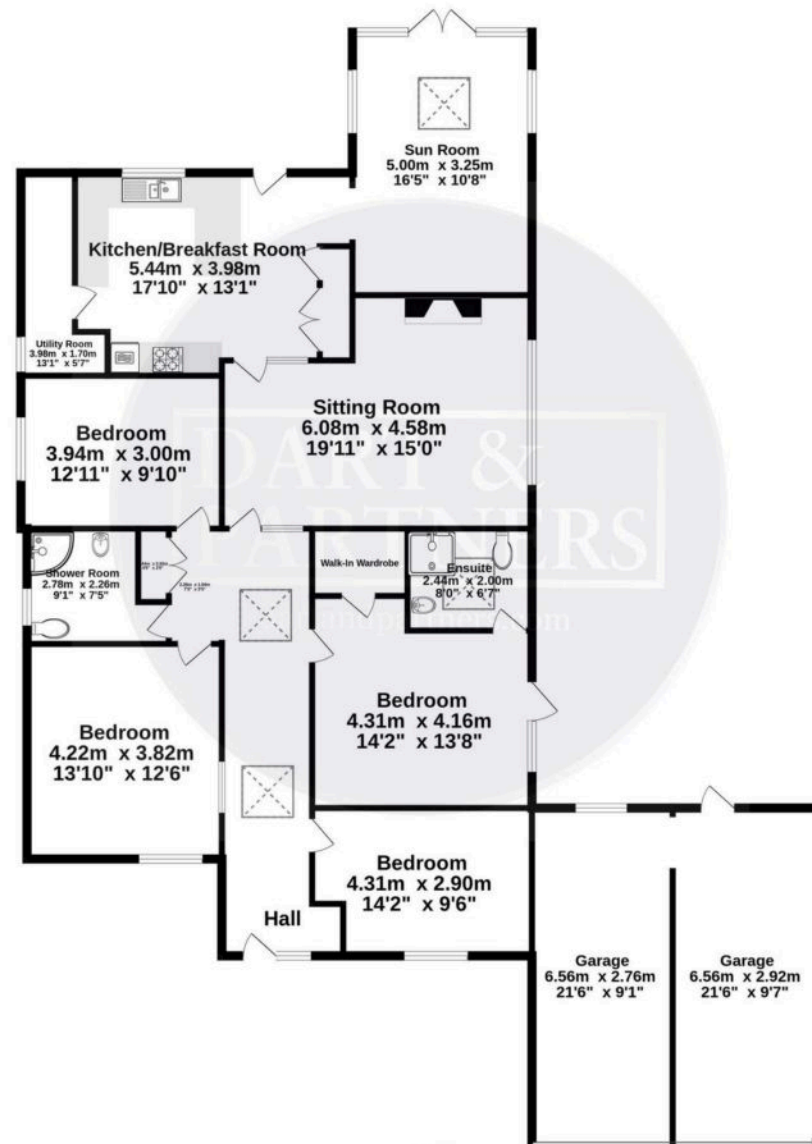 Sun Room
5.00m x 3.25m
16'5" x 10'8"
Kitchen/Breakfast Room
5.44m x 3.98m
17'10" x 13'1"
Utility Room
3.98m x 1.70m
13'1" x 5'7"
Sitting Room
6.08m x 4.58m
19'11" x 15'0"
Bedroom
3.94m x 3.00m
12'11" x 9'10"
DART &
PARTNERS
Shower Room
2.78m x 2.26m
9'1" x 7'5"
Walk-In Wardrobe
Ensuite
2.44m x 2.00m
8'0" x 6'7"
Bedroom
4.31m x 4.16m
14'2" x 13'8"
Bedroom
4.22m x 3.82m
13'10" x 12'6"
Bedroom
4.31m x 2.90m
14'2" x 9'6"
Hall
Garage
6.56m x 2.76m
21'6" x 9'1"
Garage
6.56m x 2.92m
21'6" x 9'7"